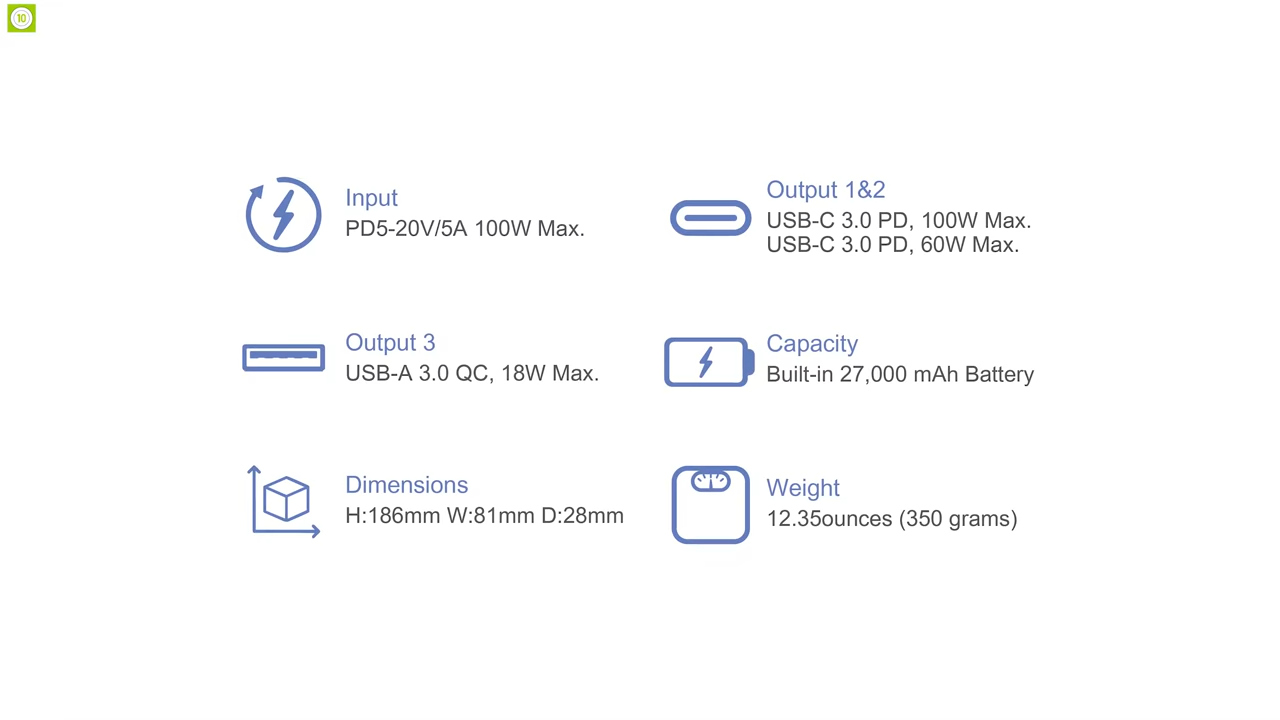 10
Input
PD5-20V/5A 100W Max.
Output 1&2
USB-C 3.0 PD, 100W Max.
USB-C 3.0 PD, 60W Max.
Output 3
USB-A 3.0 QC, 18W Max.
Capacity
Built-in 27,000 mAh Battery
Dimensions
H:186mm W:81mm D:28mm
Weight
12.35ounces (350 grams)